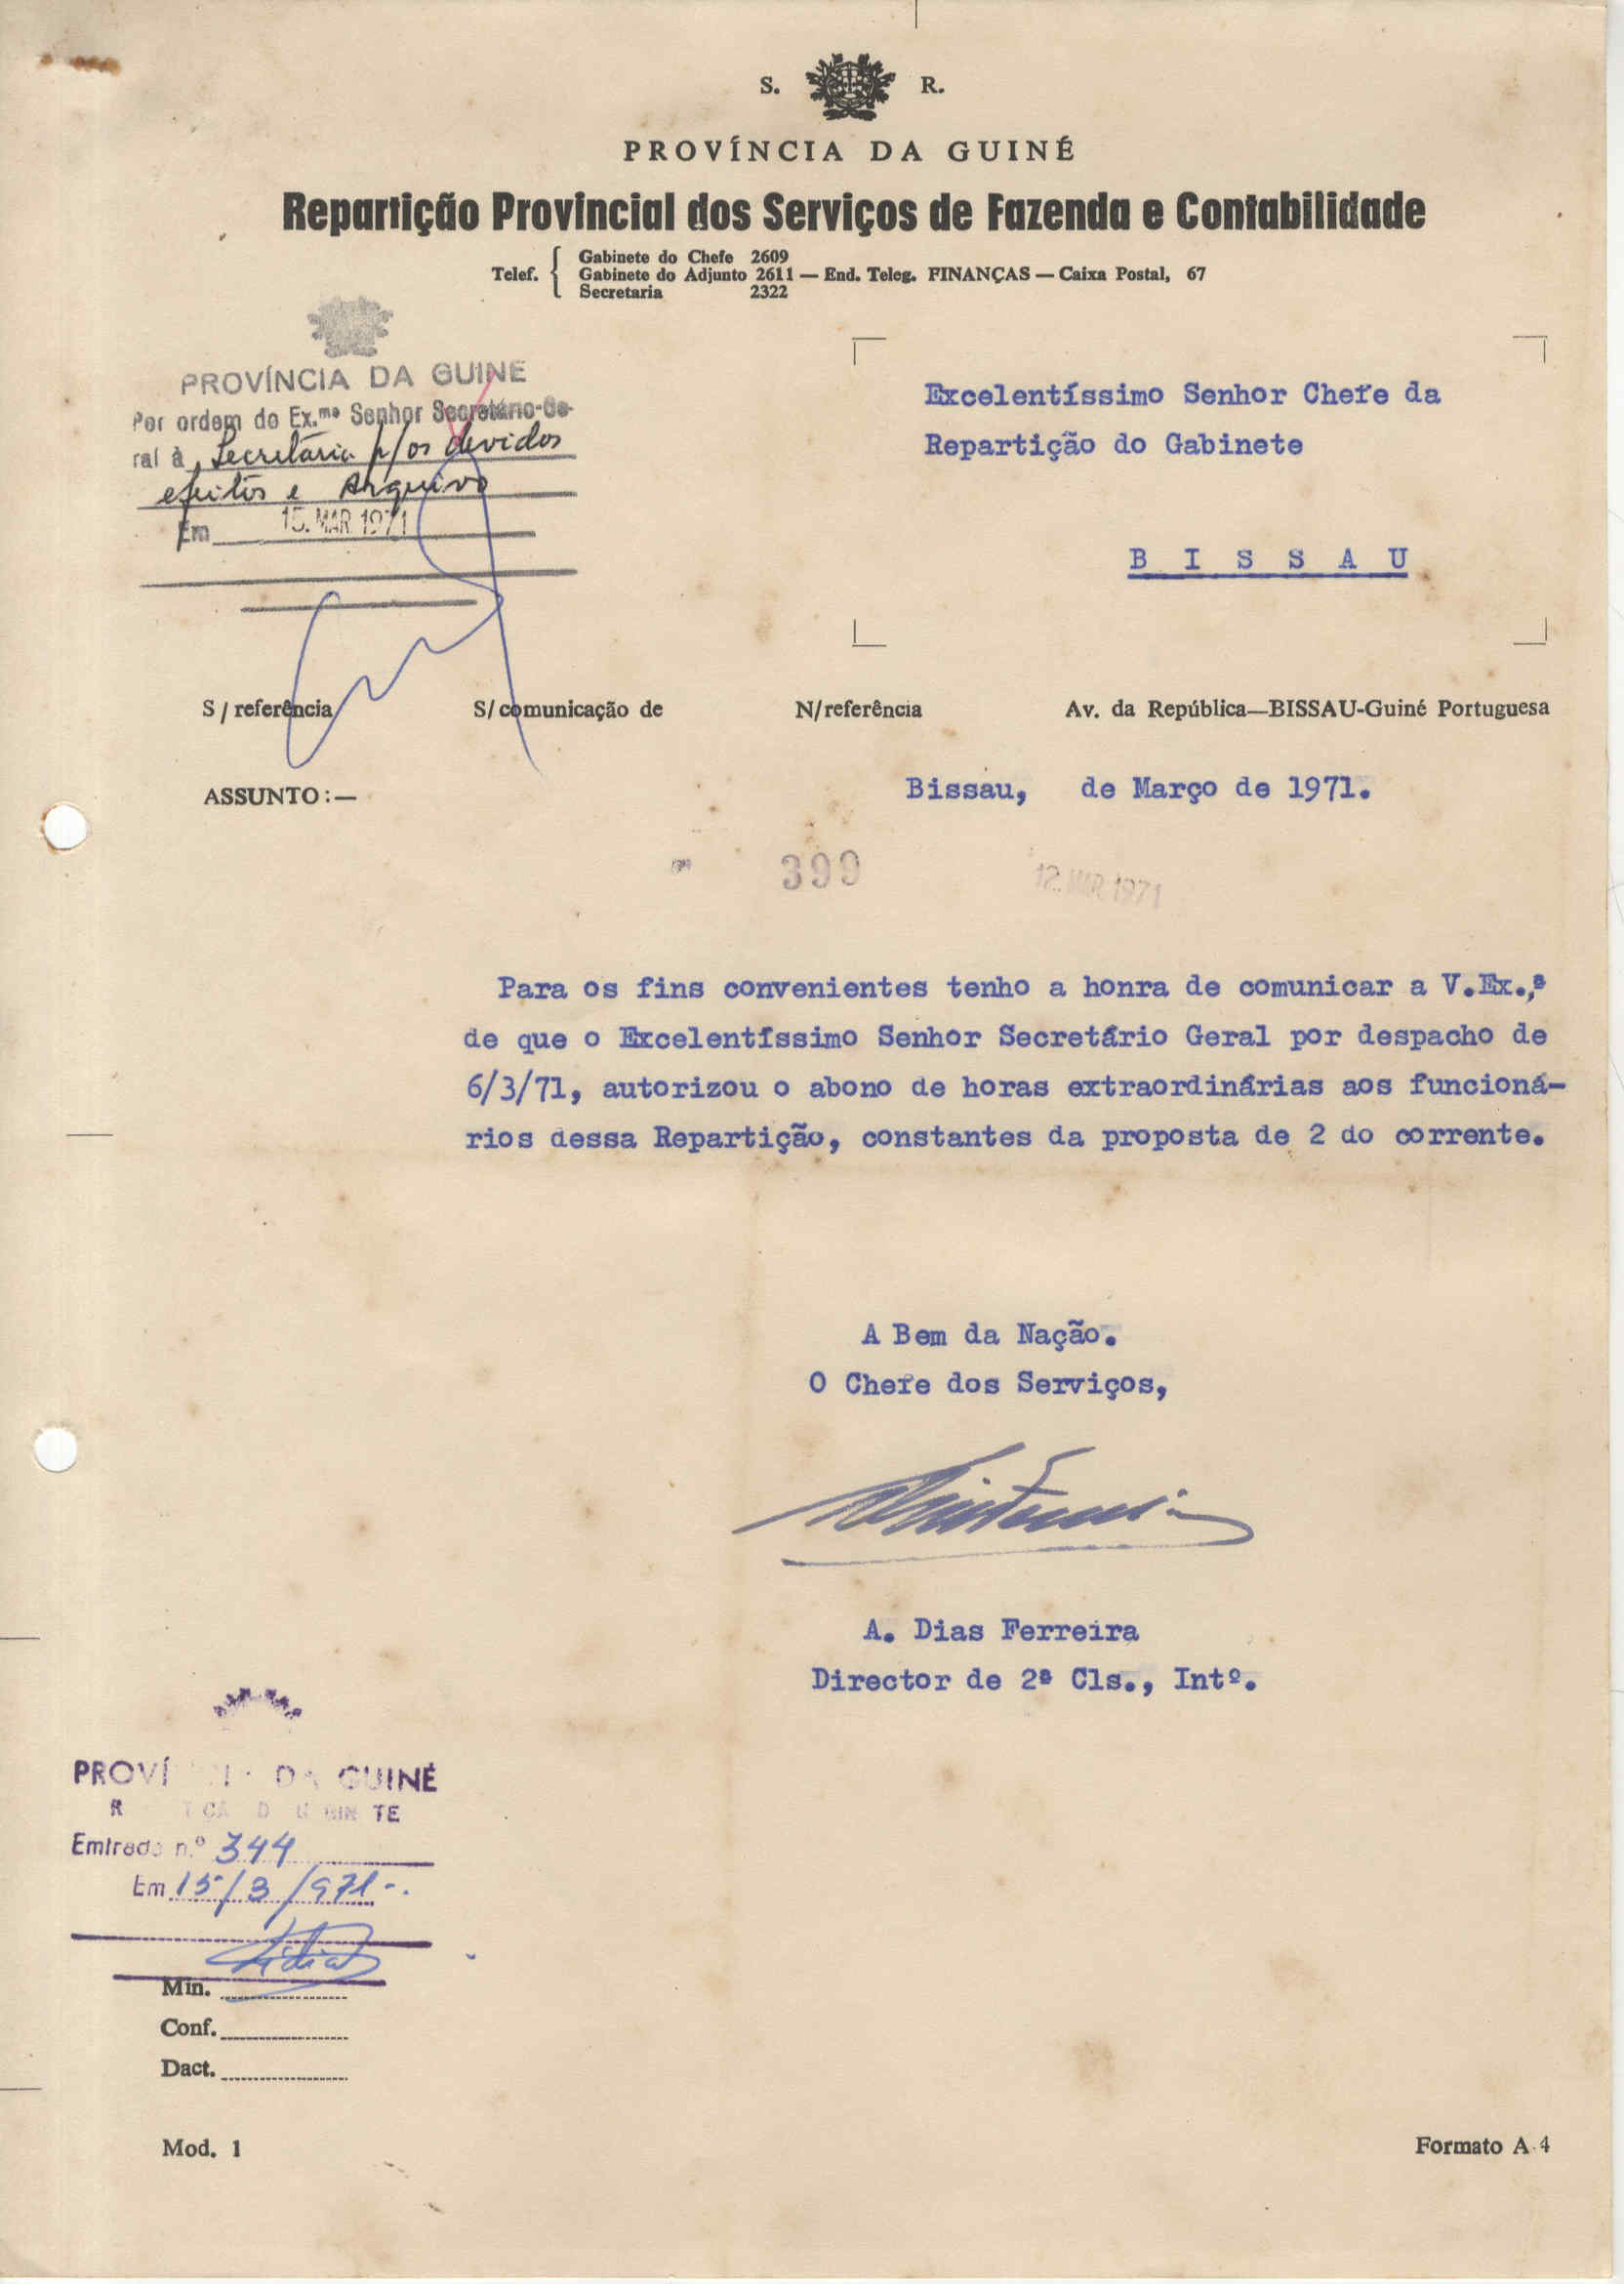 S. R.
PROVÍNCIA DA GUINÉ
Repartição Provincial dos Serviços de Fazenda e Contabilidade
Telef. Gabinete do Chefe 2609
Gabinete do Adjunto 2611 — End. Teleg. FINANÇAS — Caixa Postal, 67
Secretaria 2322
PROVÍNCIA DA GUINÉ
Por ordem do Ex.mo Senhor Secretário-Ge-
ral à Secretaria p/os devidos
efeitos e Arquivo
Em 15. MAR 1971
Excelentíssimo Senhor Chefe da
Repartição do Gabinete
B I S S A U
S/ referência S/ comunicação de N/referência Av. da República—BISSAU-Guiné Portuguesa
ASSUNTO:— Bissau, de Março de 1971.
399 12. MAR 1971
Para os fins convenientes tenho a honra de comunicar a V.Ex.,ª
de que o Excelentíssimo Senhor Secretário Geral por despacho de
6/3/71, autorizou o abono de horas extraordinárias aos funcioná-
rios dessa Repartição, constantes da proposta de 2 do corrente.
A Bem da Nação.
O Chefe dos Serviços,
A. Dias Ferreira
Director de 2ª Cls., Intº.
PROVÍ DA GUINÉ
Entrada n.º 344
Em 15/3/971-.
Min.
Conf.
Dact.
Mod. 1 Formato A 4